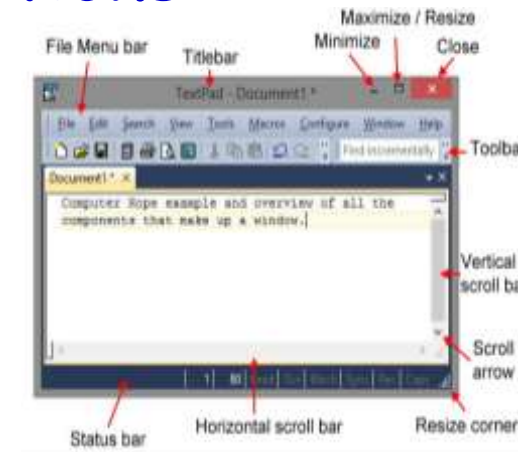 Maximize / Resize
File Menu bar
Titlebar
Minimize
Close
TextPad - Document1 *
File Edit Search View Tools Macros Configure Window Help
Find incrementally
Toolba
Document1 * ×
Computer Hope example and overview of all the
components that make up a window.
Vertical
scroll ba
Scroll
arrow
1 80
Status bar
Horizontal scroll bar
Resize corner